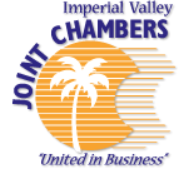 Imperial Valley
JOINT CHAMBERS
"United in Business"